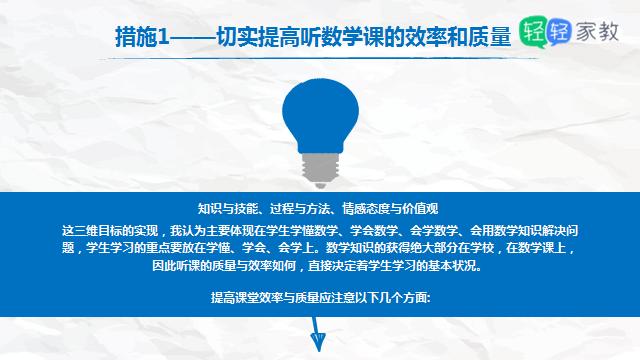 措施1——切实提高听数学课的效率和质量
轻轻家教
知识与技能、过程与方法、情感态度与价值观
这三维目标的实现，我认为主要体现在学生学懂数学、学会数学、会学数学、会用数学知识解决问
题，学生学习的重点要放在学懂、学会、会学上。数学知识的获得绝大部分在学校，在数学课上，
因此听课的质量与效率如何，直接决定着学生学习的基本状况。
提高课堂效率与质量应注意以下几个方面: